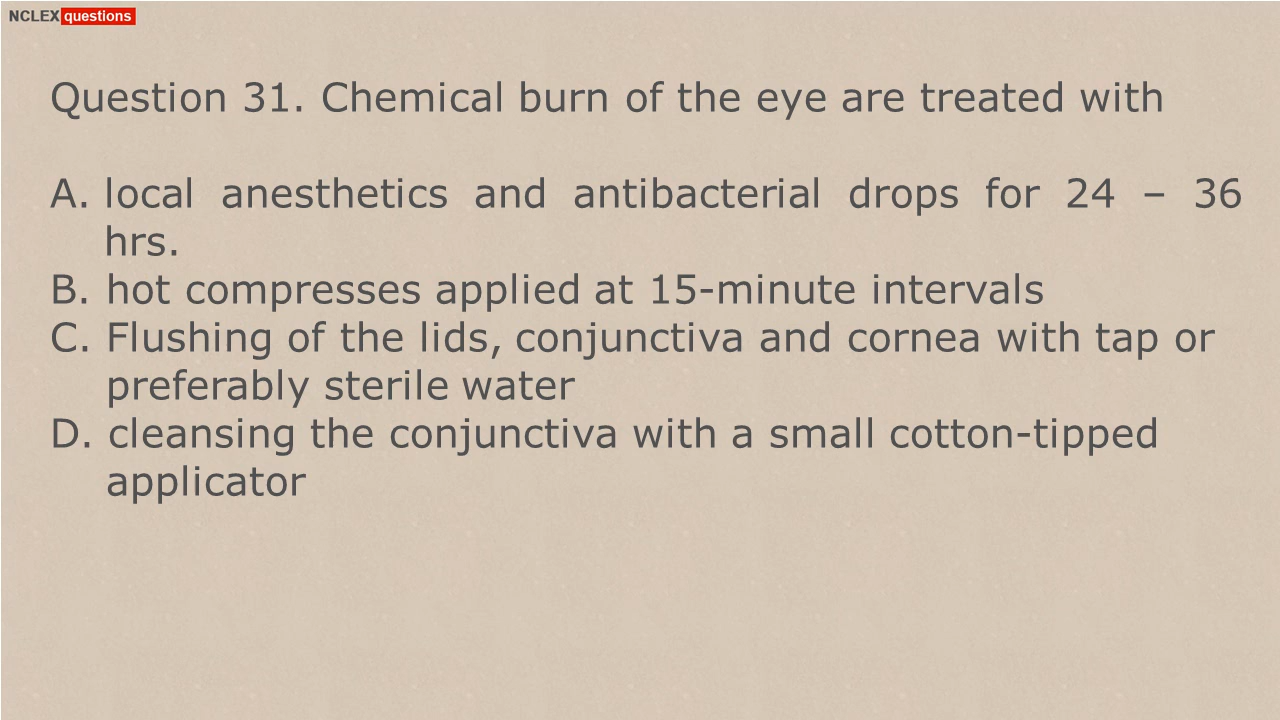 NCLEX questions
Question 31. Chemical burn of the eye are treated with
A. local anesthetics and antibacterial drops for 24 – 36
hrs.
B. hot compresses applied at 15-minute intervals
C. Flushing of the lids, conjunctiva and cornea with tap or
preferably sterile water
D. cleansing the conjunctiva with a small cotton-tipped
applicator